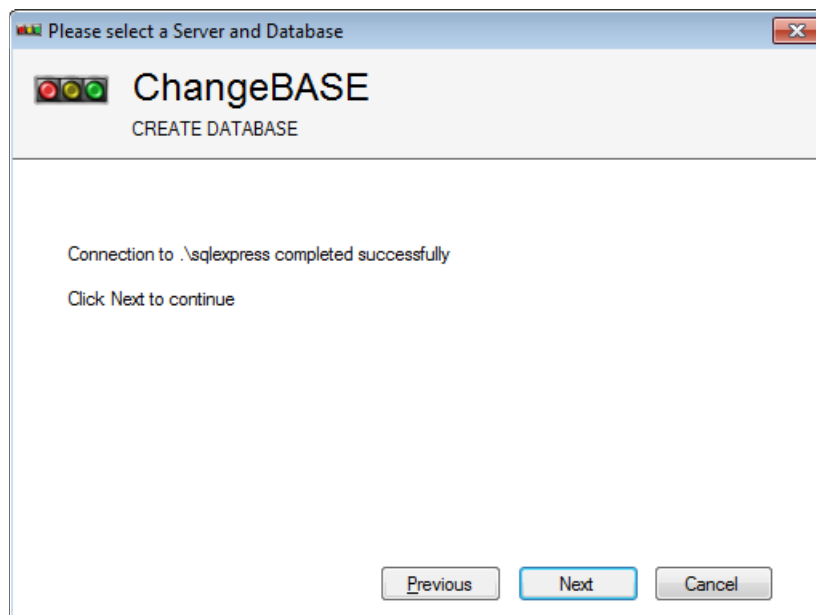 Please select a Server and Database
ChangeBASE
CREATE DATABASE
Connection to .\sqlexpress completed successfully
Click Next to continue
Previous Next Cancel